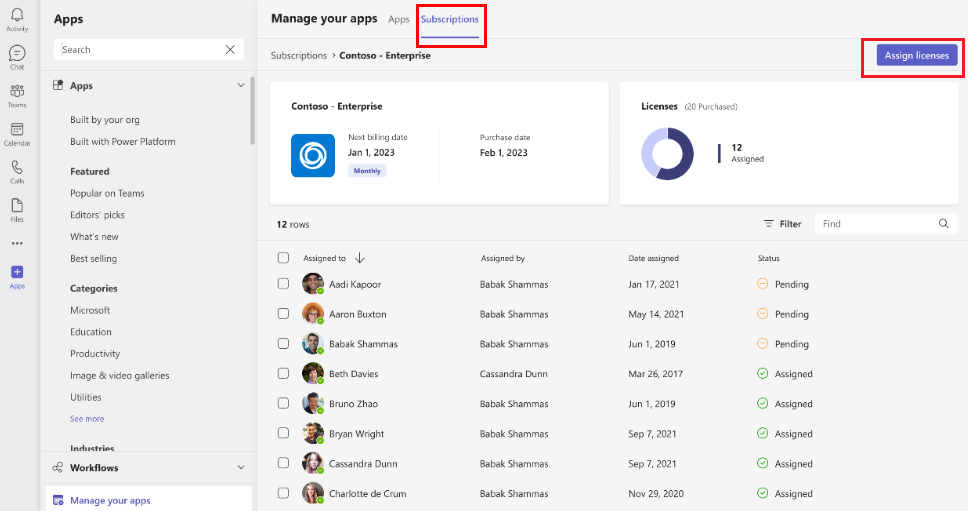 Activity
Chat
Teams
Calendar
Calls
Files
Apps
Apps
Search
Apps
Built by your org
Built with Power Platform
Featured
Popular on Teams
Editors' picks
What's new
Best selling
Categories
Microsoft
Education
Productivity
Image & video galleries
Utilities
See more
Industries
Workflows
Manage your apps
Manage your apps Apps Subscriptions
Subscriptions > Contoso - Enterprise
Assign licenses
Contoso - Enterprise
Next billing date
Jan 1, 2023
Monthly
Purchase date
Feb 1, 2023
Licenses (20 Purchased)
12
Assigned
12 rows
Filter
Find
Assigned to Assigned by Date assigned Status
Aadi Kapoor Babak Shammas Jan 17, 2021 Pending
Aaron Buxton Babak Shammas May 14, 2021 Pending
Babak Shammas Babak Shammas Jun 1, 2019 Pending
Beth Davies Cassandra Dunn Mar 26, 2017 Assigned
Bruno Zhao Babak Shammas Jun 1, 2019 Assigned
Bryan Wright Babak Shammas Sep 7, 2021 Assigned
Cassandra Dunn Babak Shammas Sep 7, 2021 Assigned
Charlotte de Crum Babak Shammas Nov 29, 2020 Assigned